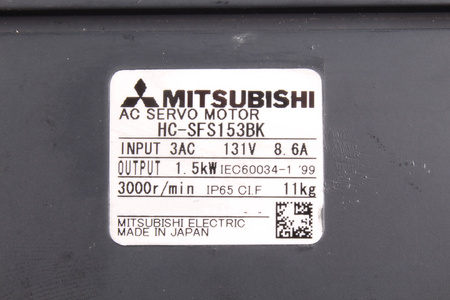 MITSUBISHI
AC SERVO MOTOR
HC-SFS153BK
INPUT 3AC 131V 8.6A
OUTPUT 1.5kW IEC60034-1 '99
3000r/min IP65 CI.F 11kg
- -
MITSUBISHI ELECTRIC
MADE IN JAPAN